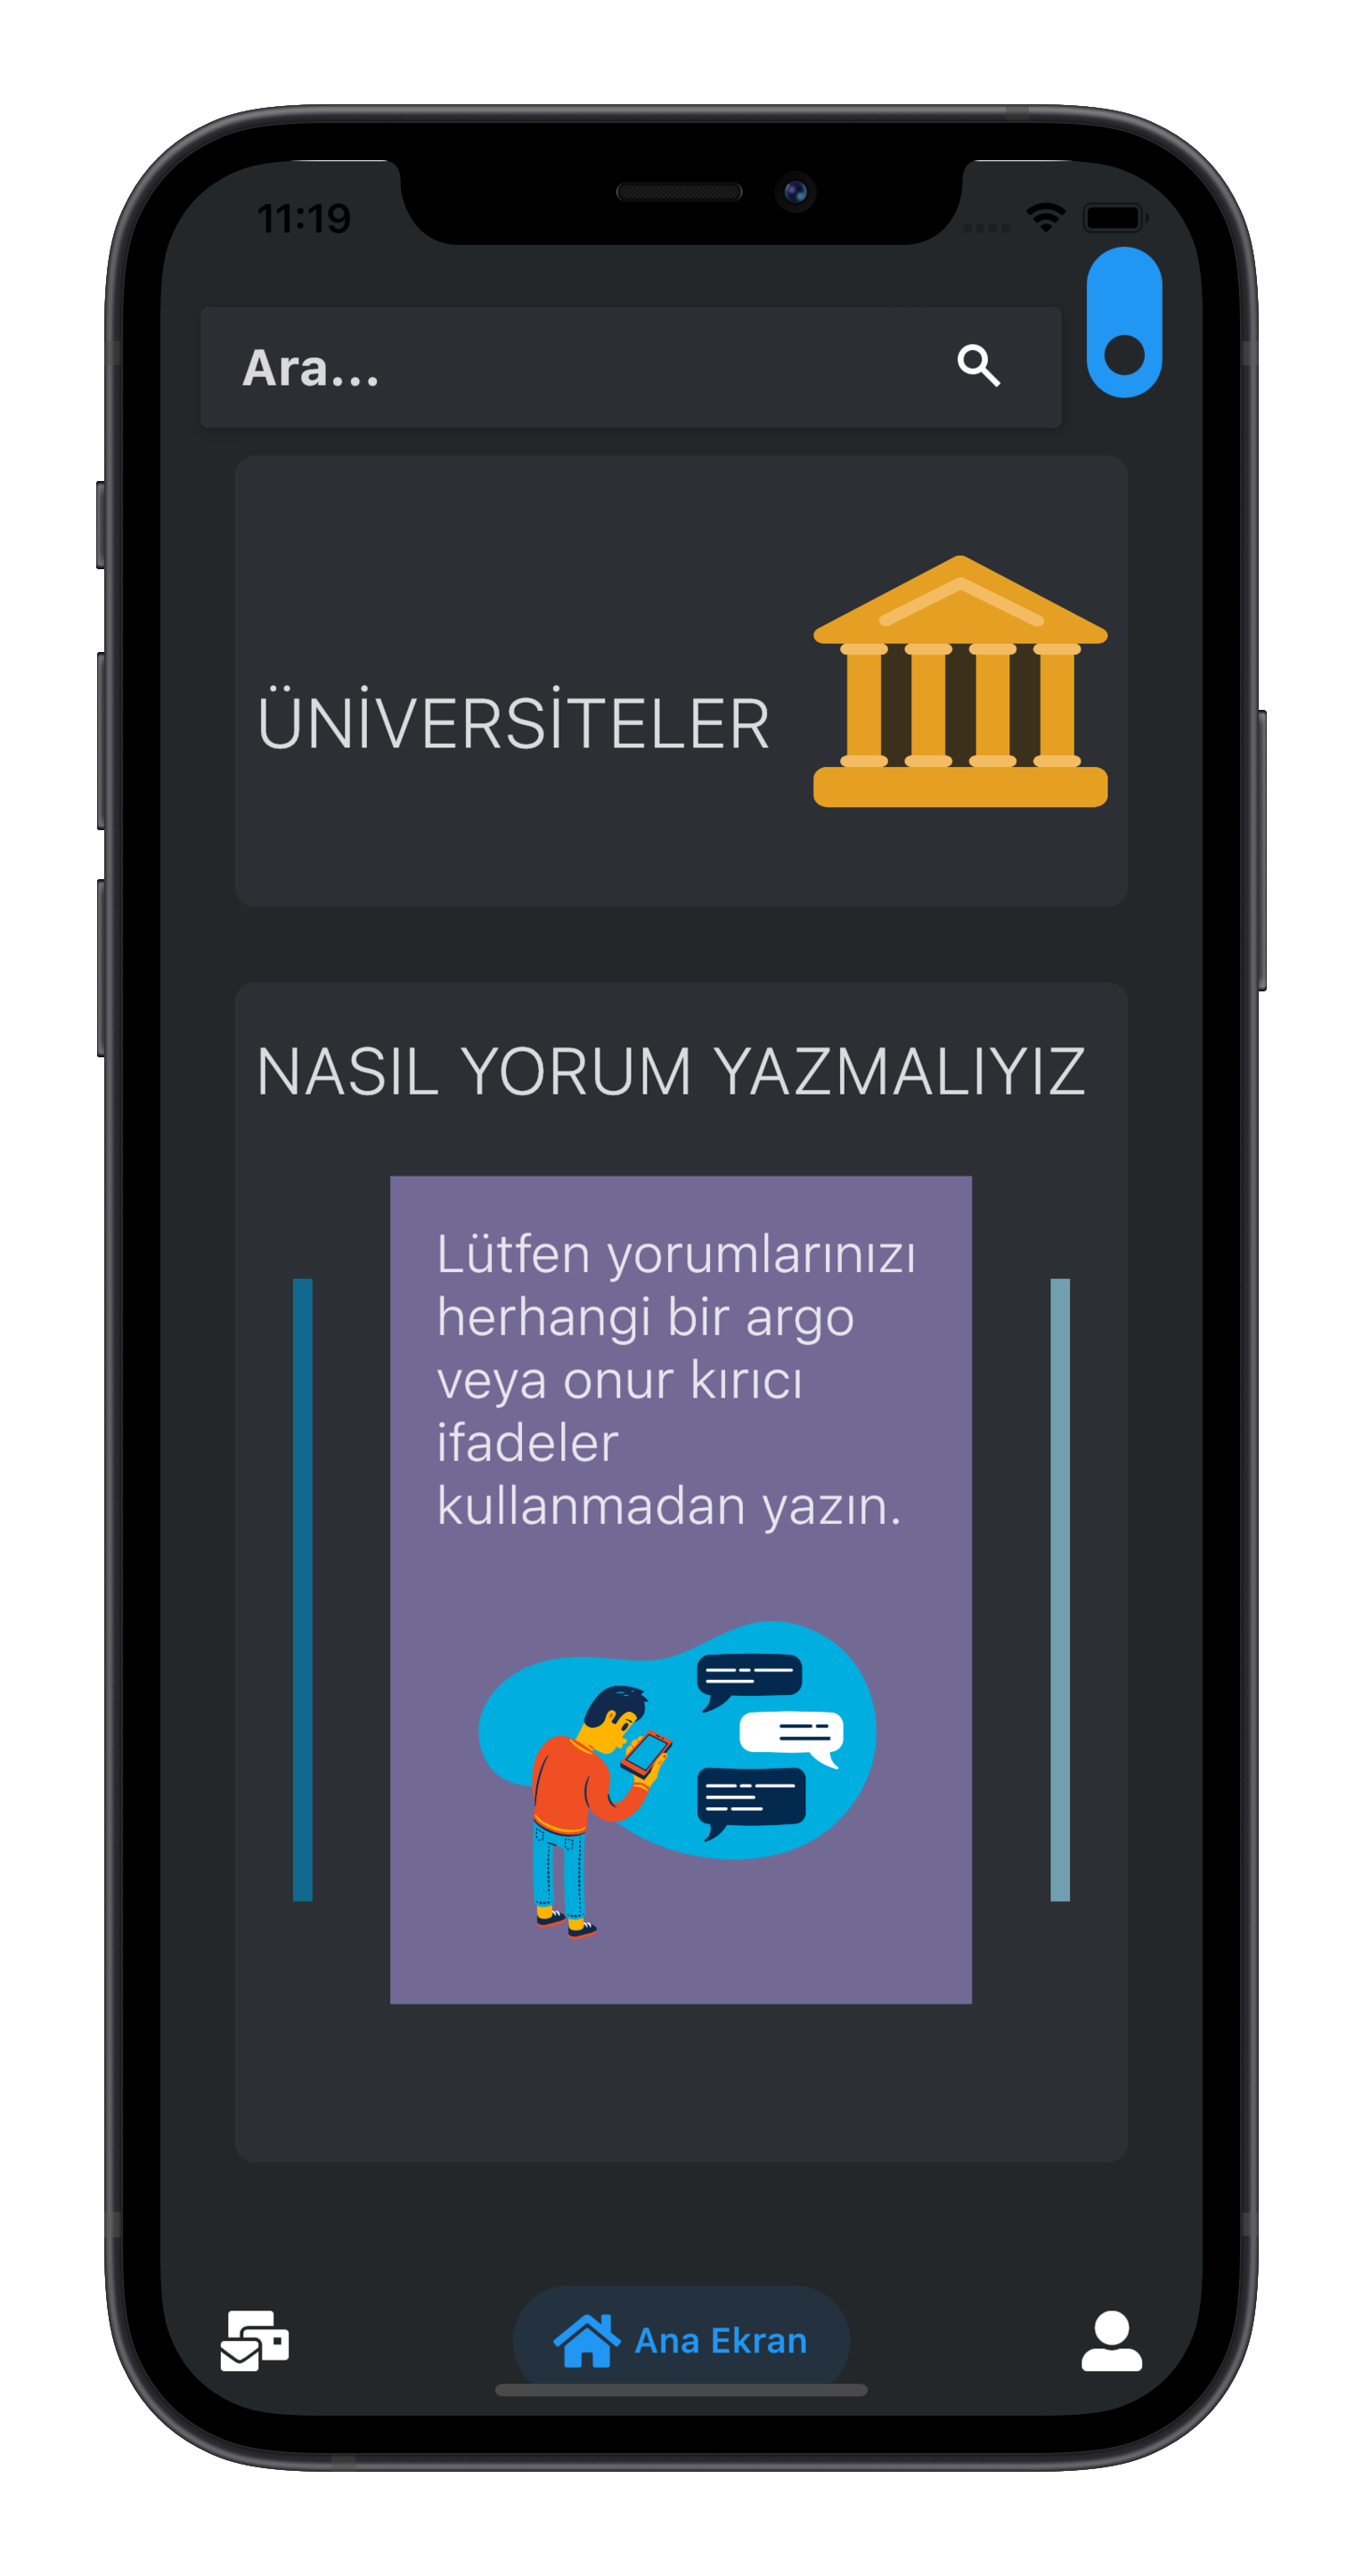 11:19
Ara...
ÜNİVERSİTELER
NASIL YORUM YAZMALIYIZ
Lütfen yorumlarınızı
herhangi bir argo
veya onur kırıcı
ifadeler
kullanmadan yazın.
Ana Ekran